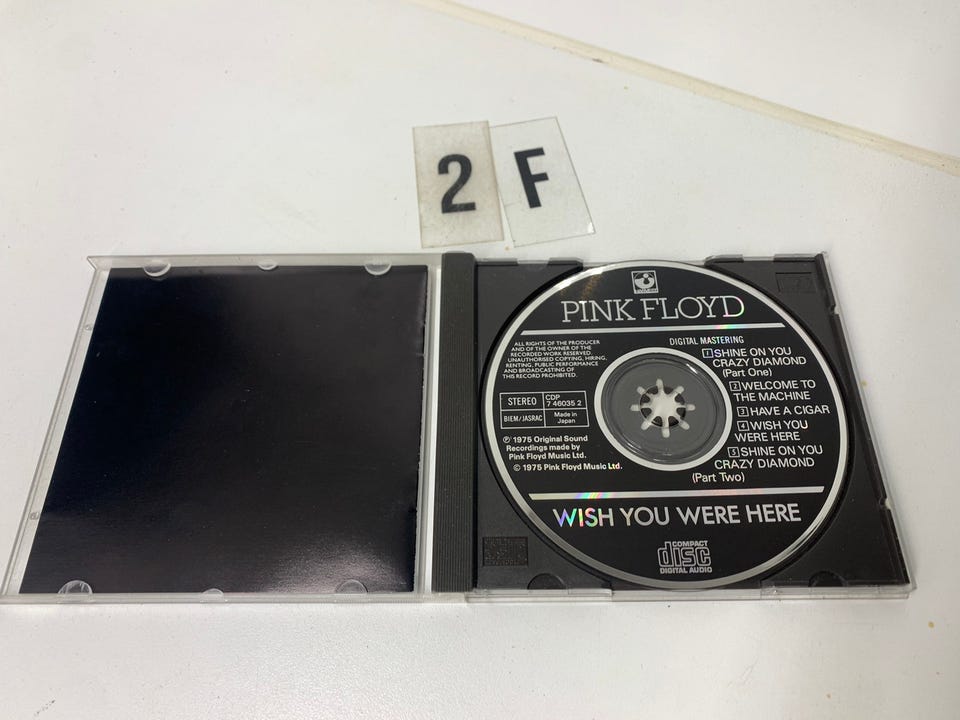 2 F
PINK FLOYD
ALL RIGHTS OF THE PRODUCER
AND OF THE OWNER OF THE
RECORDED WORK RESERVED.
UNAUTHORISED COPYING, HIRING,
RENTING, PUBLIC PERFORMANCE
AND BROADCASTING OF
THIS RECORD PROHIBITED.
STEREO
CDP
7 46035 2
BIEM/JASRAC
Made in
Japan
℗ 1975 Original Sound
Recordings made by
Pink Floyd Music Ltd.
© 1975 Pink Floyd Music Ltd.
DIGITAL MASTERING
1 SHINE ON YOU
CRAZY DIAMOND
(Part One)
2 WELCOME TO
THE MACHINE
3 HAVE A CIGAR
4 WISH YOU
WERE HERE
5 SHINE ON YOU
CRAZY DIAMOND
(Part Two)
WISH YOU WERE HERE
COMPACT
disc
DIGITAL AUDIO